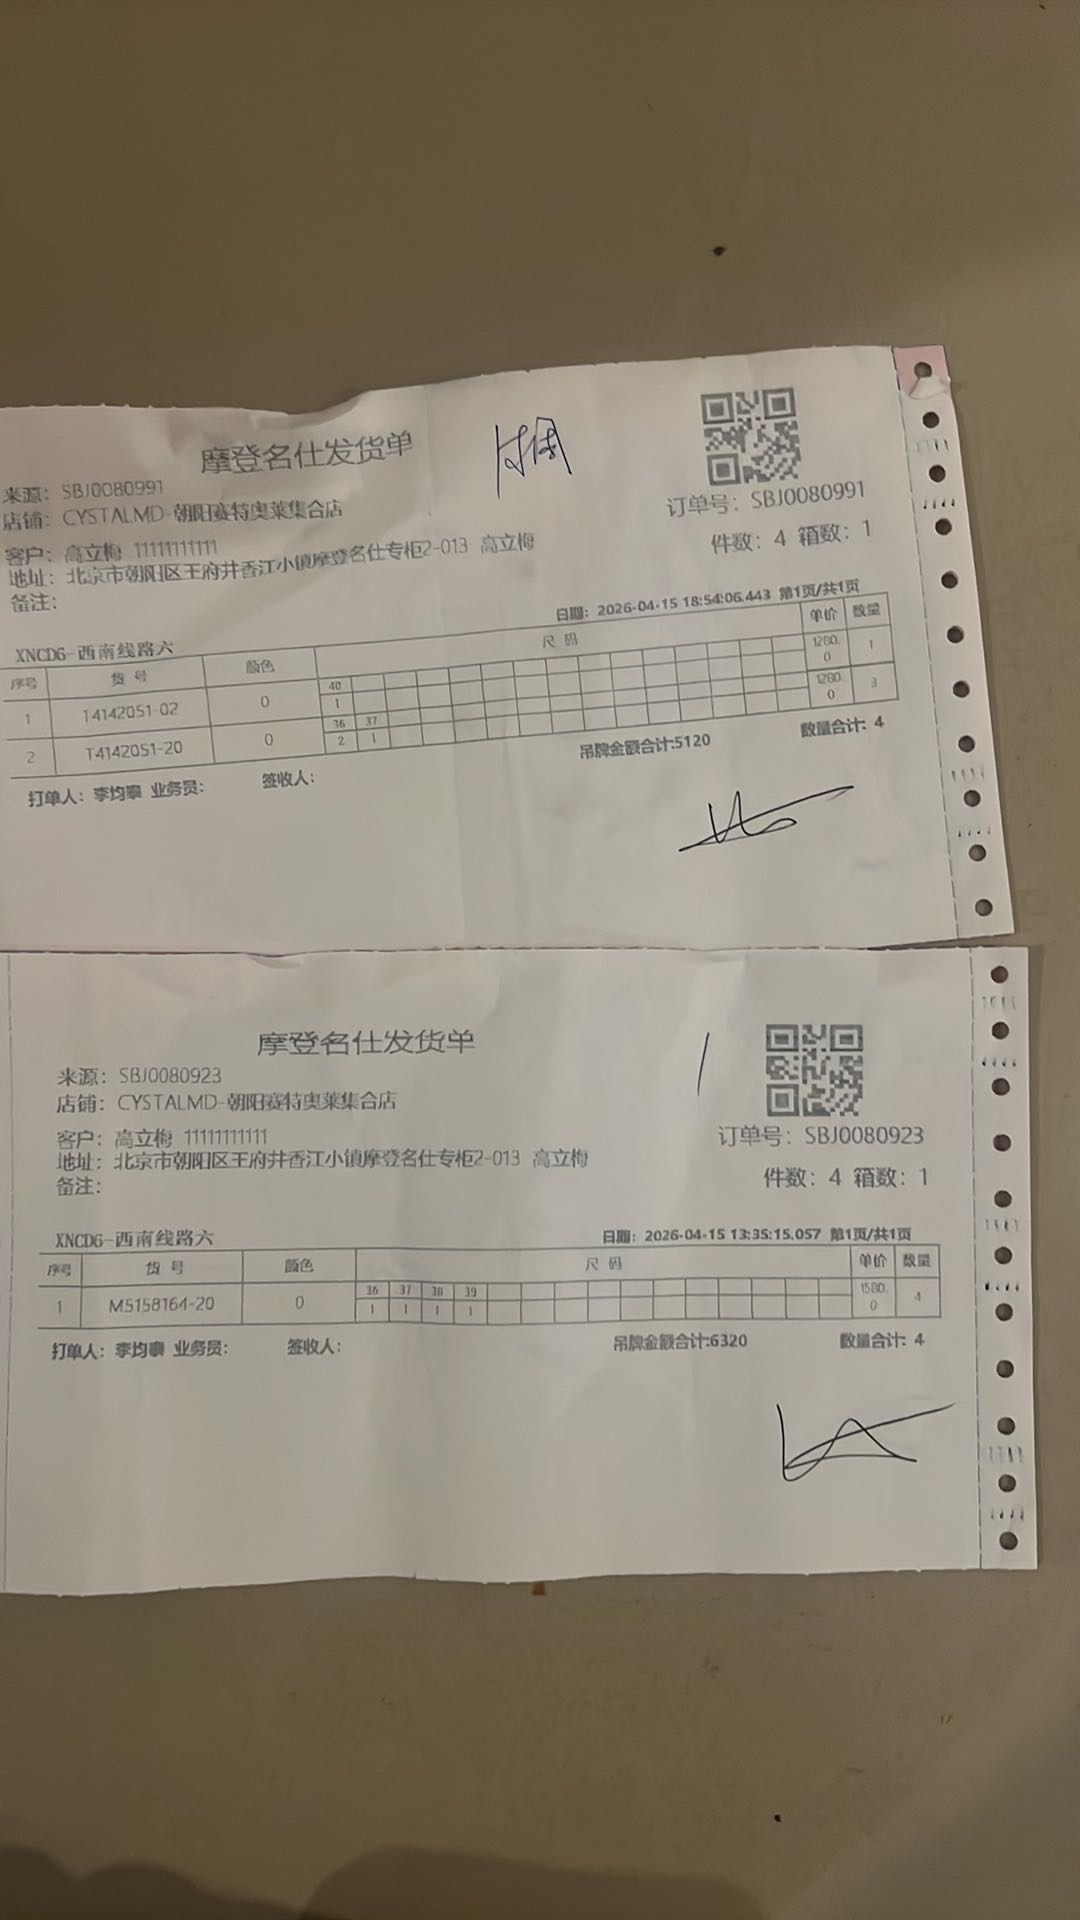 摩登名仕发货单
来源：SBJ0080991
店铺：CYSTALMD-朝阳赛特奥莱集合店
客户：高立梅 11111111111
地址：北京市朝阳区王府井香江小镇摩登名仕专柜2-013 高立梅
备注：
订单号：SBJ0080991
件数：4 箱数：1
XNCD6-西南线路六
日期：2026-04-15 18:54:06.443 第1页/共1页
序号 货号 颜色 尺码 单价 数量
40
1 T4142051-02 0 1 1280.0 1
36 37
2 T4142051-20 0 2 1 1280.0 3
吊牌金额合计:5120 数量合计：4
打单人：李均豪 业务员： 签收人：
摩登名仕发货单
来源：SBJ0080923
店铺：CYSTALMD-朝阳赛特奥莱集合店
客户：高立梅 11111111111
地址：北京市朝阳区王府井香江小镇摩登名仕专柜2-013 高立梅
备注：
订单号：SBJ0080923
件数：4 箱数：1
XNCD6-西南线路六
日期：2026-04-15 13:35:15.057 第1页/共1页
序号 货号 颜色 尺码 单价 数量
36 37 38 39
1 M5158164-20 0 1 1 1 1 1580.0 4
打单人：李均豪 业务员： 签收人： 吊牌金额合计:6320 数量合计：4